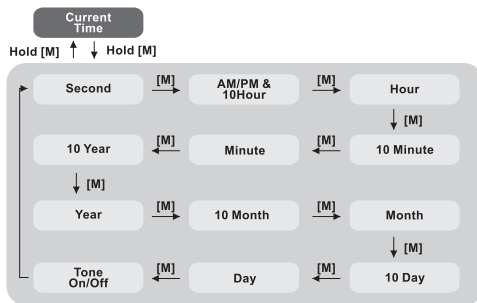 Current
Time
Hold [M] Hold [M]
Second [M] AM/PM &
10Hour [M] Hour
[M]
10 Year [M] Minute [M] 10 Minute
[M]
Year [M] 10 Month [M] Month
[M]
Tone
On/Off [M] Day [M] 10 Day